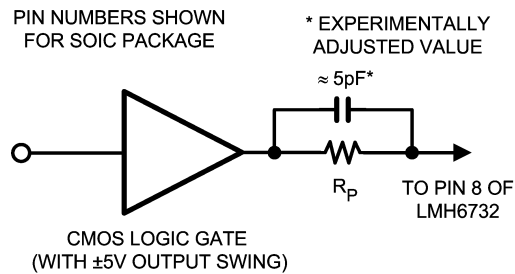 PIN NUMBERS SHOWN
FOR SOIC PACKAGE
* EXPERIMENTALLY
ADJUSTED VALUE
≈ 5pF*
RP
TO PIN 8 OF
LMH6732
CMOS LOGIC GATE
(WITH ±5V OUTPUT SWING)